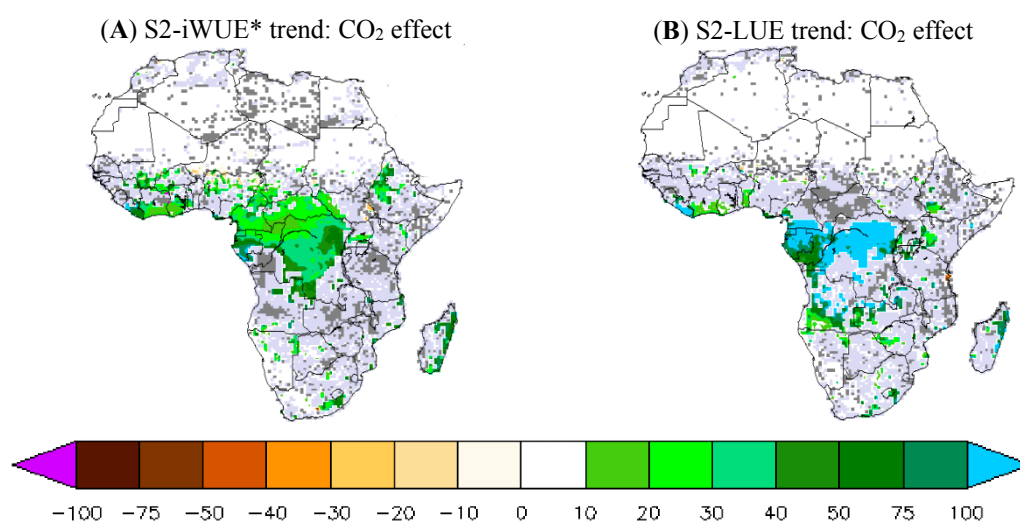 (A) S2-iWUE* trend: CO₂ effect
(B) S2-LUE trend: CO₂ effect
−100 −75 −50 −40 −30 −20 −10 0 10 20 30 40 50 75 100